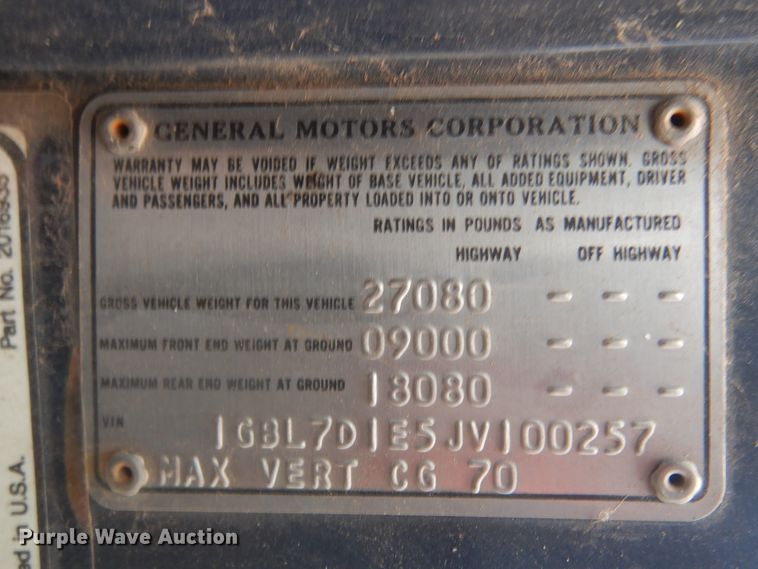 GENERAL MOTORS CORPORATION
WARRANTY MAY BE VOIDED IF WEIGHT EXCEEDS ANY OF RATINGS SHOWN. GROSS
VEHICLE WEIGHT INCLUDES WEIGHT OF BASE VEHICLE, ALL ADDED EQUIPMENT, DRIVER
AND PASSENGERS, AND ALL PROPERTY LOADED INTO OR ONTO VEHICLE.
RATINGS IN POUNDS AS MANUFACTURED
HIGHWAY OFF HIGHWAY
GROSS VEHICLE WEIGHT FOR THIS VEHICLE 27080 - - -
MAXIMUM FRONT END WEIGHT AT GROUND 09000 - - -
MAXIMUM REAR END WEIGHT AT GROUND 18080 - - -
VIN
1GBL7D1E5JV100257
MAX VERT CG 70
Part No.
in U.S.A.
Purple Wave Auction